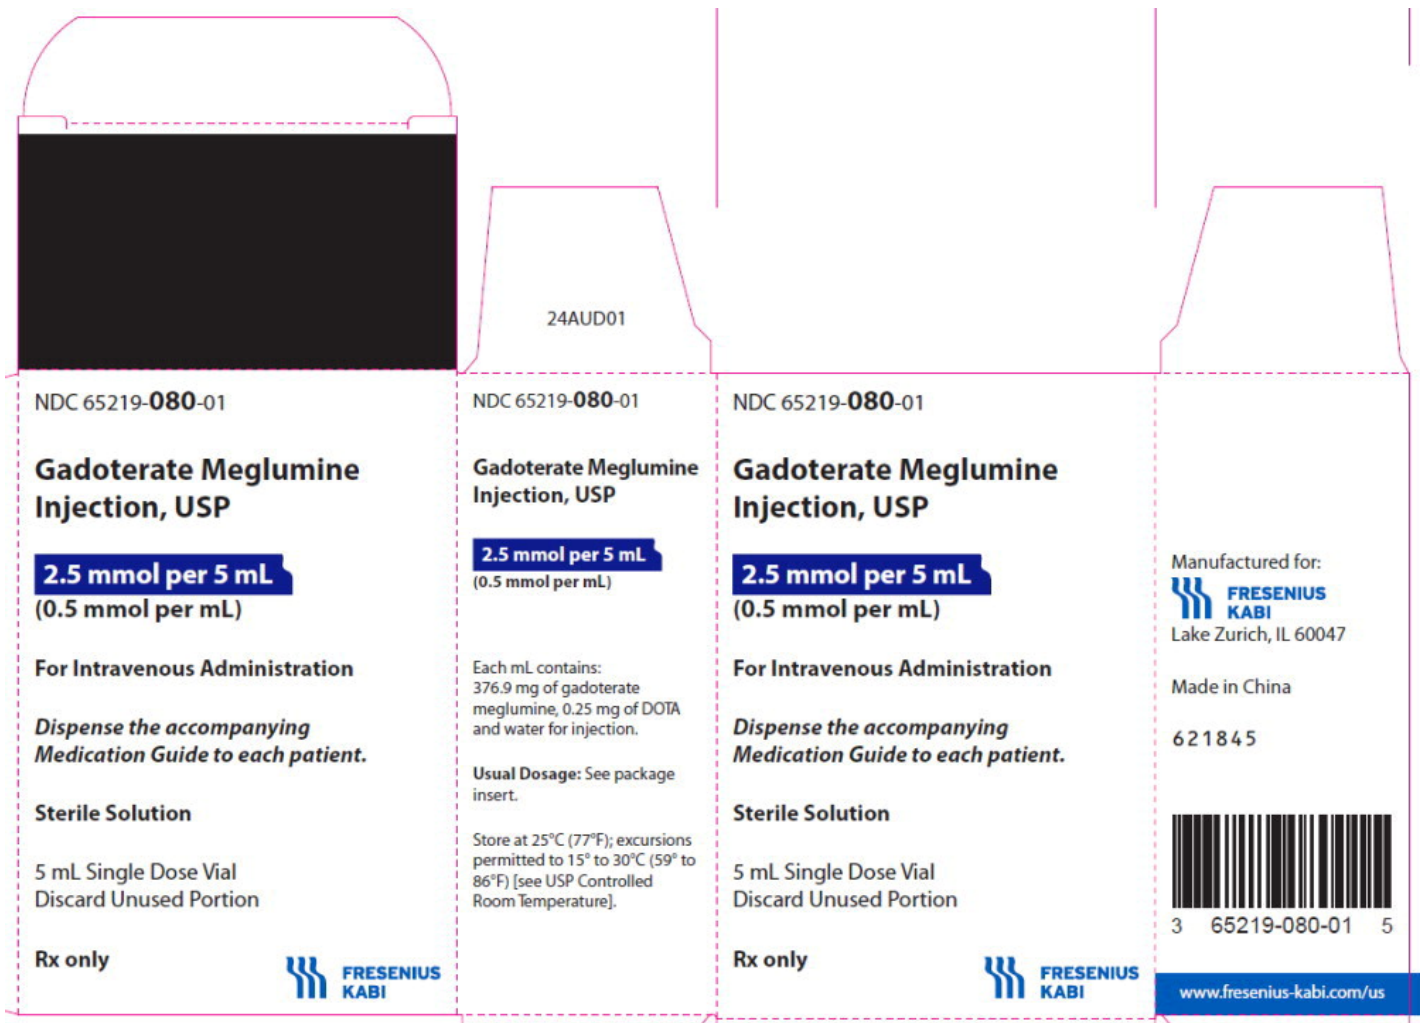 24AUD01
NDC 65219-080-01
Gadoterate Meglumine
Injection, USP
2.5 mmol per 5 mL
(0.5 mmol per mL)
For Intravenous Administration
Dispense the accompanying
Medication Guide to each patient.
Sterile Solution
5 mL Single Dose Vial
Discard Unused Portion
Rx only
FRESENIUS
KABI
NDC 65219-080-01
Gadoterate Meglumine
Injection, USP
2.5 mmol per 5 mL
(0.5 mmol per mL)
Each mL contains:
376.9 mg of gadoterate
meglumine, 0.25 mg of DOTA
and water for injection.
Usual Dosage: See package
insert.
Store at 25°C (77°F); excursions
permitted to 15° to 30°C (59° to
86°F) [see USP Controlled
Room Temperature].
NDC 65219-080-01
Gadoterate Meglumine
Injection, USP
2.5 mmol per 5 mL
(0.5 mmol per mL)
For Intravenous Administration
Dispense the accompanying
Medication Guide to each patient.
Sterile Solution
5 mL Single Dose Vial
Discard Unused Portion
Rx only
FRESENIUS
KABI
Manufactured for:
FRESENIUS
KABI
Lake Zurich, IL 60047
Made in China
621845
3 65219-080-01 5
www.fresenius-kabi.com/us